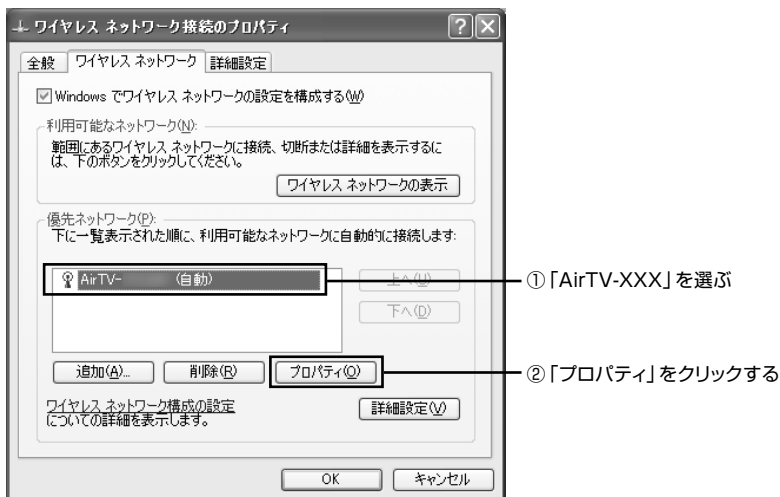 ワイヤレス ネットワーク接続のプロパティ
全般 ワイヤレス ネットワーク 詳細設定
Windows でワイヤレス ネットワークの設定を構成する(W)
利用可能なネットワーク(N):
範囲にあるワイヤレス ネットワークに接続、切断または詳細を表示するに
は、下のボタンをクリックしてください。
ワイヤレス ネットワークの表示
優先ネットワーク(P):
下に一覧表示された順に、利用可能なネットワークに自動的に接続します:
AirTV- (自動)
上へ(U)
①「AirTV-XXX」を選ぶ
下へ(D)
追加(A)... 削除(R) プロパティ(O)
②「プロパティ」をクリックする
ワイヤレス ネットワーク構成の設定
についての詳細を表示します。
詳細設定(V)
OK キャンセル